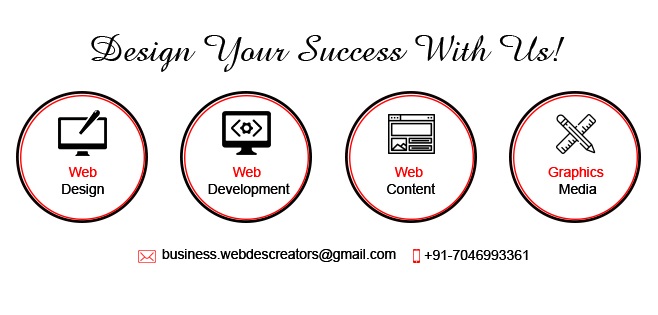 Design Your Success With Us!
Web
Design
Web
Development
Web
Content
Graphics
Media
business.webdescreators@gmail.com
+91-7046993361